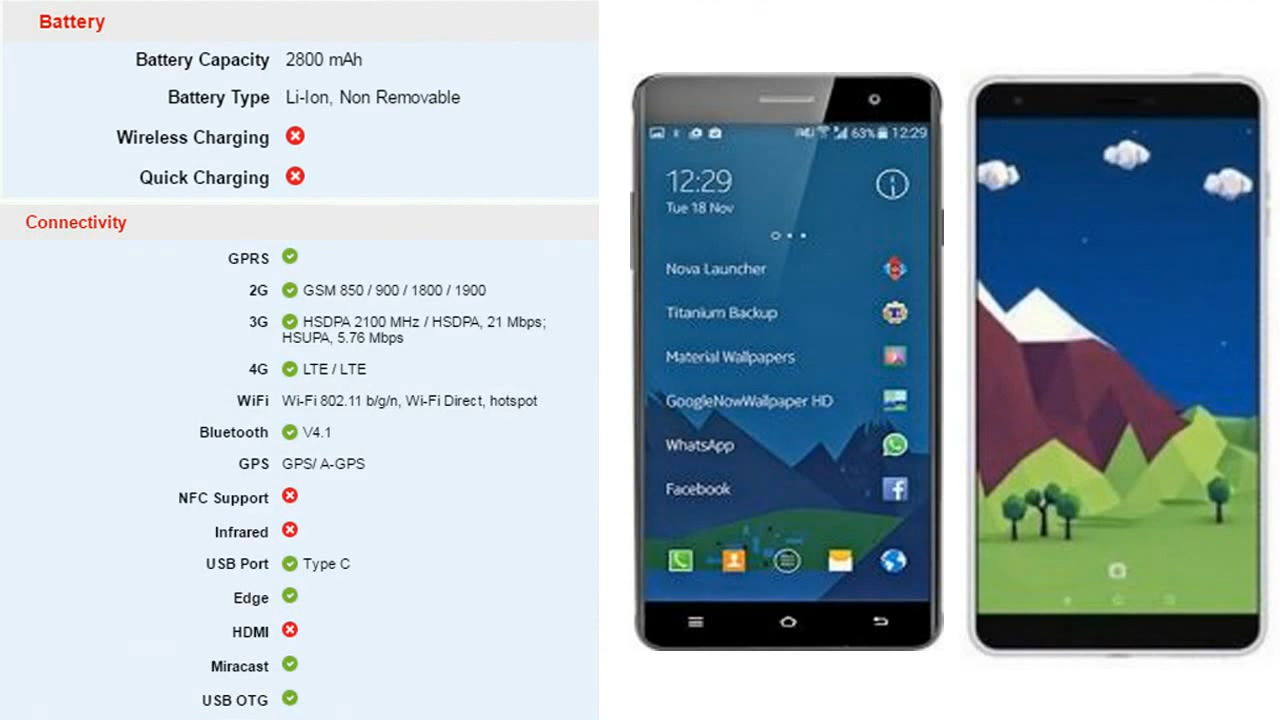 Battery
Battery Capacity 2800 mAh
Battery Type Li-Ion, Non Removable
Wireless Charging
Quick Charging
Connectivity
GPRS
2G GSM 850 / 900 / 1800 / 1900
3G HSDPA 2100 MHz / HSDPA, 21 Mbps;
HSUPA, 5.76 Mbps
4G LTE / LTE
WiFi Wi-Fi 802.11 b/g/n, Wi-Fi Direct, hotspot
Bluetooth V4.1
GPS GPS/ A-GPS
NFC Support
Infrared
USB Port Type C
Edge
HDMI
Miracast
USB OTG
63% 12:29
12:29
Tue 18 Nov
Nova Launcher
Titanium Backup
Material Wallpapers
GoogleNowWallpaper HD
WhatsApp
Facebook